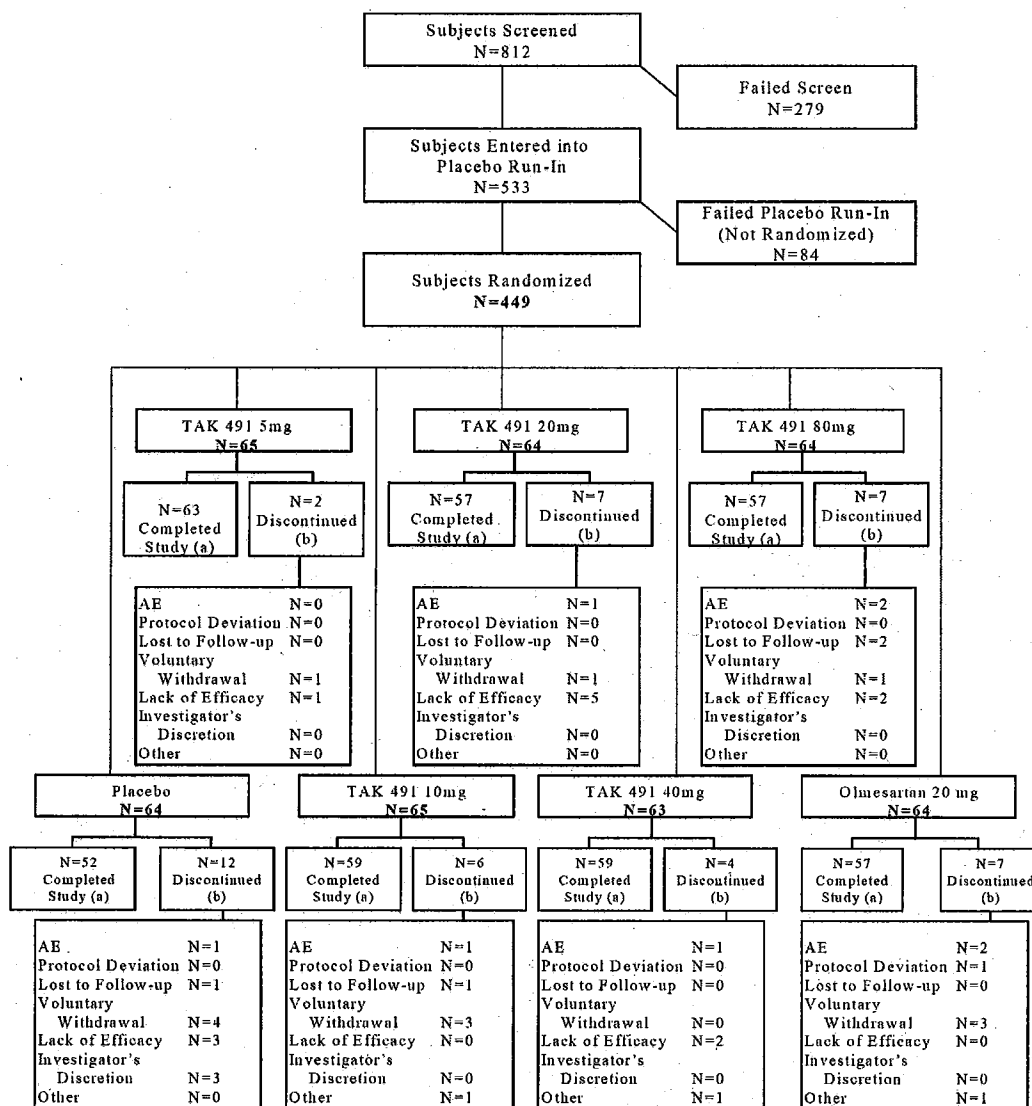 Subjects Screened
N=812
Failed Screen
N=279
Subjects Entered into
Placebo Run-In
N=533
Failed Placebo Run-In
(Not Randomized)
N=84
Subjects Randomized
N=449
TAK 491 5mg
N=65
N=63
Completed
Study (a)
N=2
Discontinued
(b)
AE N=0
Protocol Deviation N=0
Lost to Follow-up N=0
Voluntary
Withdrawal N=1
Lack of Efficacy N=1
Investigator's
Discretion N=0
Other N=0
TAK 491 20mg
N=64
N=57
Completed
Study (a)
N=7
Discontinued
(b)
AE N=1
Protocol Deviation N=0
Lost to Follow-up N=0
Voluntary
Withdrawal N=1
Lack of Efficacy N=5
Investigator's
Discretion N=0
Other N=0
TAK 491 80mg
N=64
N=57
Completed
Study (a)
N=7
Discontinued
(b)
AE N=2
Protocol Deviation N=0
Lost to Follow-up N=2
Voluntary
Withdrawal N=1
Lack of Efficacy N=2
Investigator's
Discretion N=0
Other N=0
Placebo
N=64
N=52
Completed
Study (a)
N=12
Discontinued
(b)
AE N=1
Protocol Deviation N=0
Lost to Follow-up N=1
Voluntary
Withdrawal N=4
Lack of Efficacy N=3
Investigator's
Discretion N=3
Other N=0
TAK 491 10mg
N=65
N=59
Completed
Study (a)
N=6
Discontinued
(b)
AE N=1
Protocol Deviation N=0
Lost to Follow-up N=1
Voluntary
Withdrawal N=3
Lack of Efficacy N=0
Investigator's
Discretion N=0
Other N=1
TAK 491 40mg
N=63
N=59
Completed
Study (a)
N=4
Discontinued
(b)
AE N=1
Protocol Deviation N=0
Lost to Follow-up N=0
Voluntary
Withdrawal N=0
Lack of Efficacy N=2
Investigator's
Discretion N=0
Other N=1
Olmesartan 20 mg
N=64
N=57
Completed
Study (a)
N=7
Discontinued
(b)
AE N=2
Protocol Deviation N=1
Lost to Follow-up N=0
Voluntary
Withdrawal N=3
Lack of Efficacy N=0
Investigator's
Discretion N=0
Other N=1